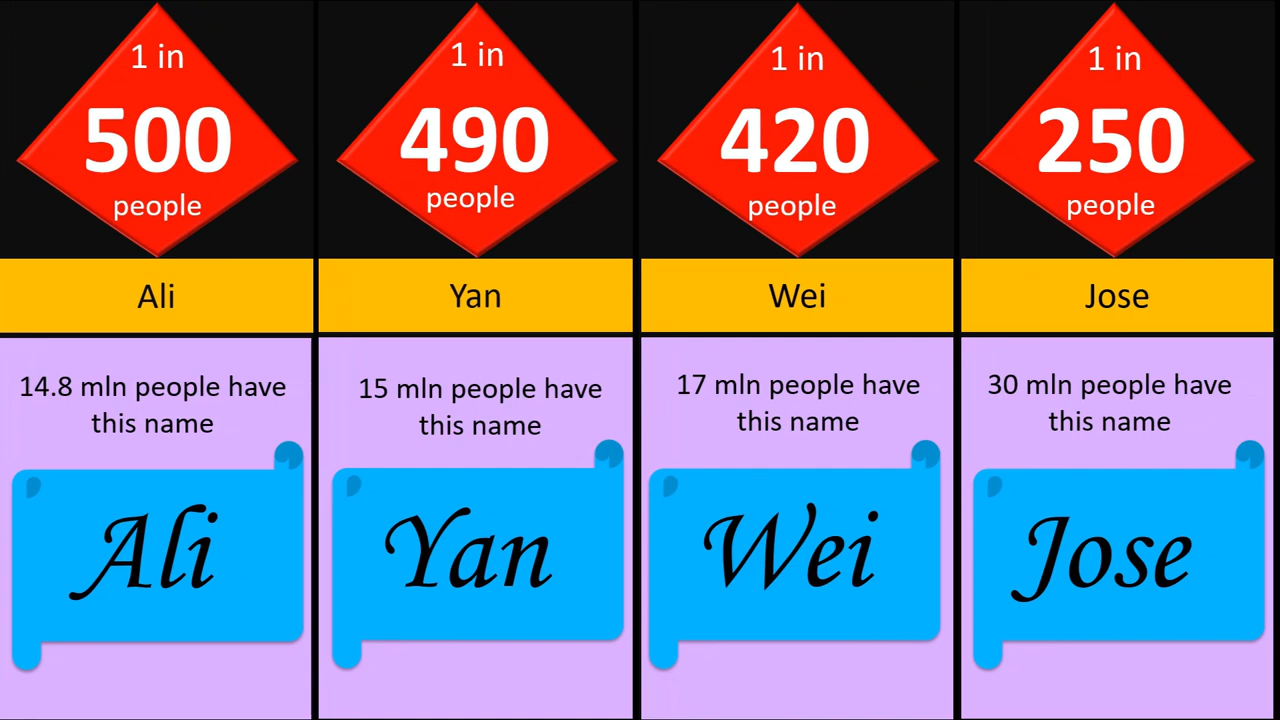 1 in
500
people
Ali
14.8 mln people have
this name
Ali
1 in
490
people
Yan
15 mln people have
this name
Yan
1 in
420
people
Wei
17 mln people have
this name
Wei
1 in
250
people
Jose
30 mln people have
this name
Jose